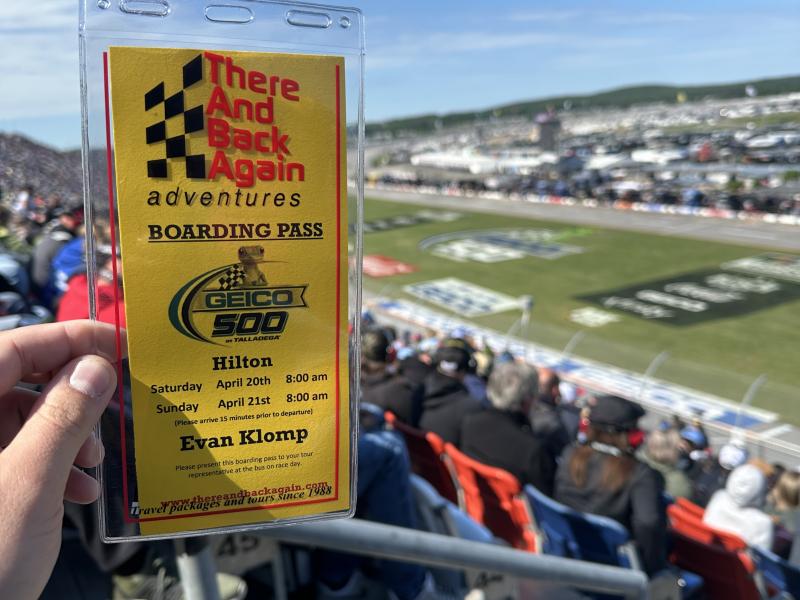 There
And
Back
Again
adventures
BOARDING PASS
GEICO
500
AT TALLADEGA
Hilton
Saturday April 20th 8:00 am
Sunday April 21st 8:00 am
(Please arrive 15 minutes prior to departure)
Evan Klomp
Please present this boarding pass to your tour
representative at the bus on race day.
www.thereandbackagain.com
Travel packages and tours since 1988
45